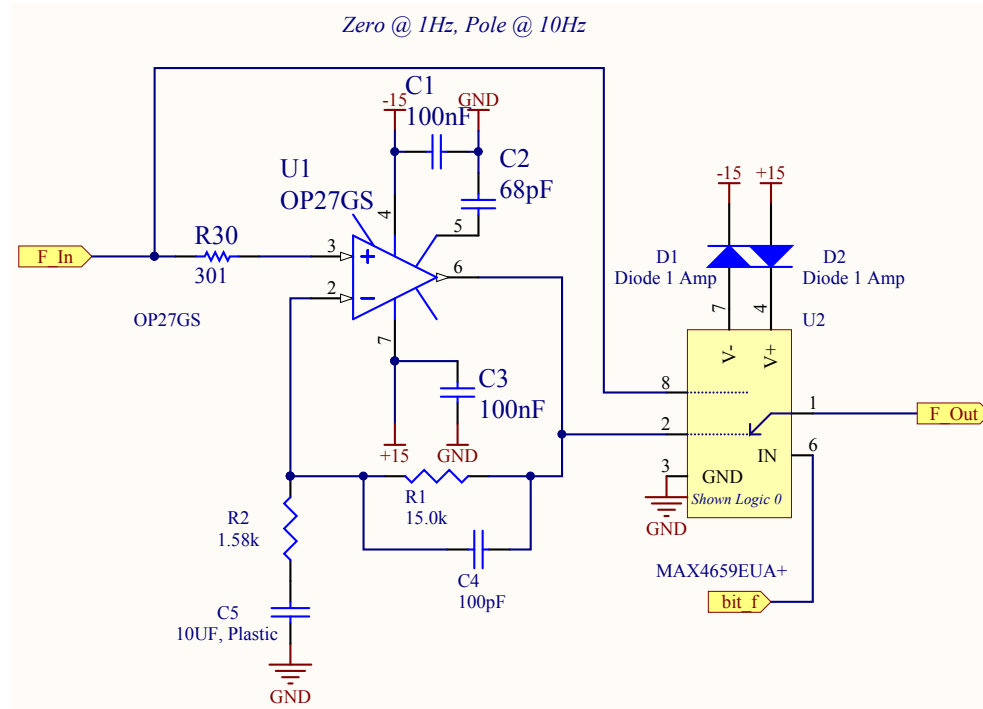 Zero @ 1Hz, Pole @ 10Hz
C1
-15
100nF
GND
U1
OP27GS
C2
68pF
4
5
-15
+15
F_In
R30
301
3
6
2
OP27GS
D1
Diode 1 Amp
D2
Diode 1 Amp
7
4
U2
7
V-
V+
C3
100nF
8
1
F_Out
2
IN
6
+15
GND
3
GND
Shown Logic 0
GND
R1
15.0k
R2
1.58k
C4
100pF
MAX4659EUA+
bit_f
C5
10UF, Plastic
GND